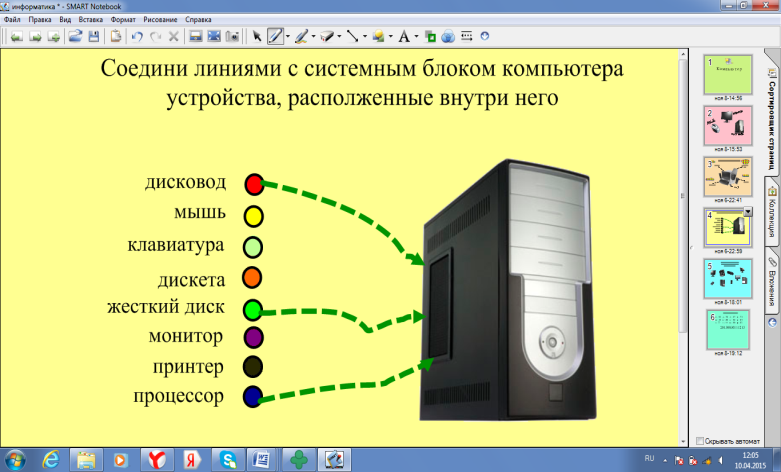 информатика * - SMART Notebook
Файл Правка Вид Вставка Формат Рисование Справка
Соедини линиями с системным блоком компьютера
устройства, располженные внутри него
дисковод
мышь
клавиатура
дискета
жесткий диск
монитор
принтер
процессор
1
Компьютер
ноя 8-14:56
2
ноя 8-15:53
3
ноя 6-22:41
4
ноя 6-22:59
5
ноя 8-18:01
6
ноя 8-19:12
Сортировщик страниц
Коллекция
Вложения
Скрывать автомат
RU
12:05
10.04.2015